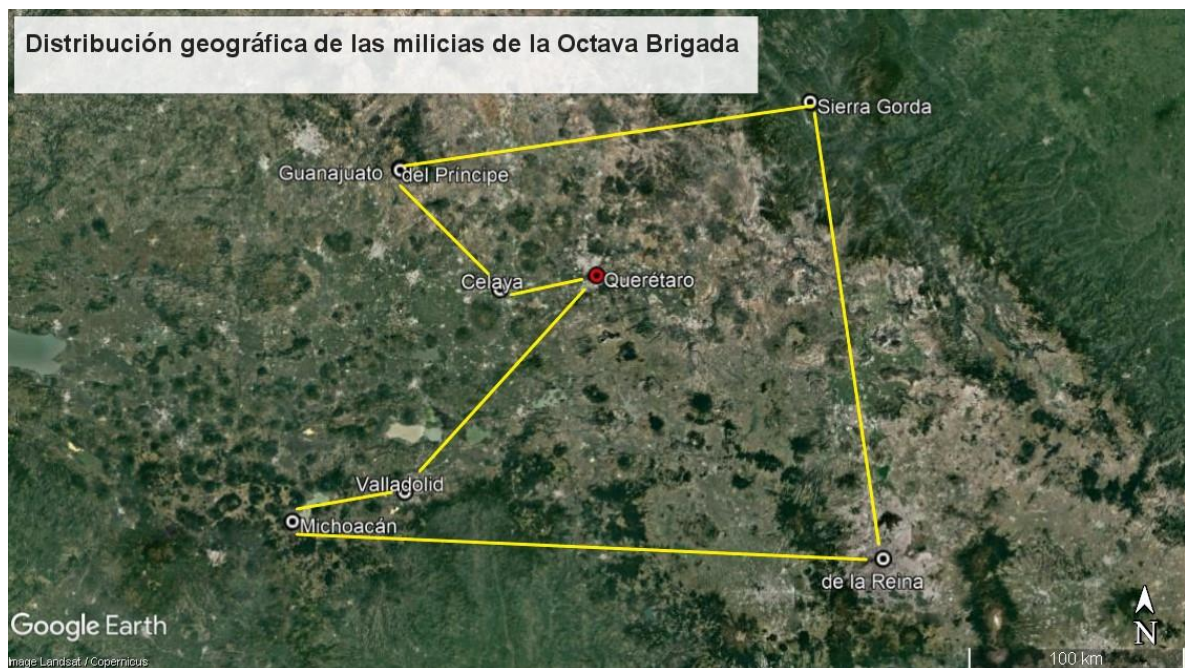 Distribución geográfica de las milicias de la Octava Brigada
Sierra Gorda
Guanajuato del Príncipe
Celaya
Querétaro
Valladolid
Michoacán
de la Reina
Google Earth
N
Image Landsat / Copernicus
100 km